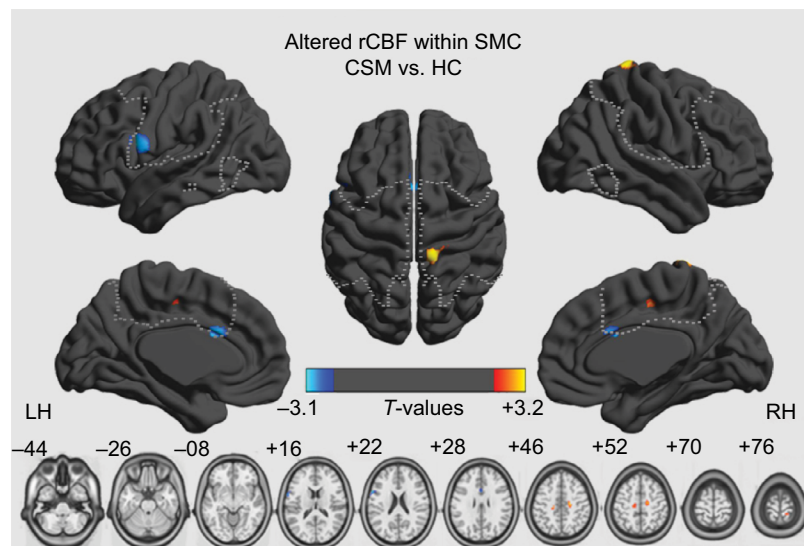 Altered rCBF within SMC
CSM vs. HC
–3.1 T-values +3.2
LH RH
–44 –26 –08 +16 +22 +28 +46 +52 +70 +76